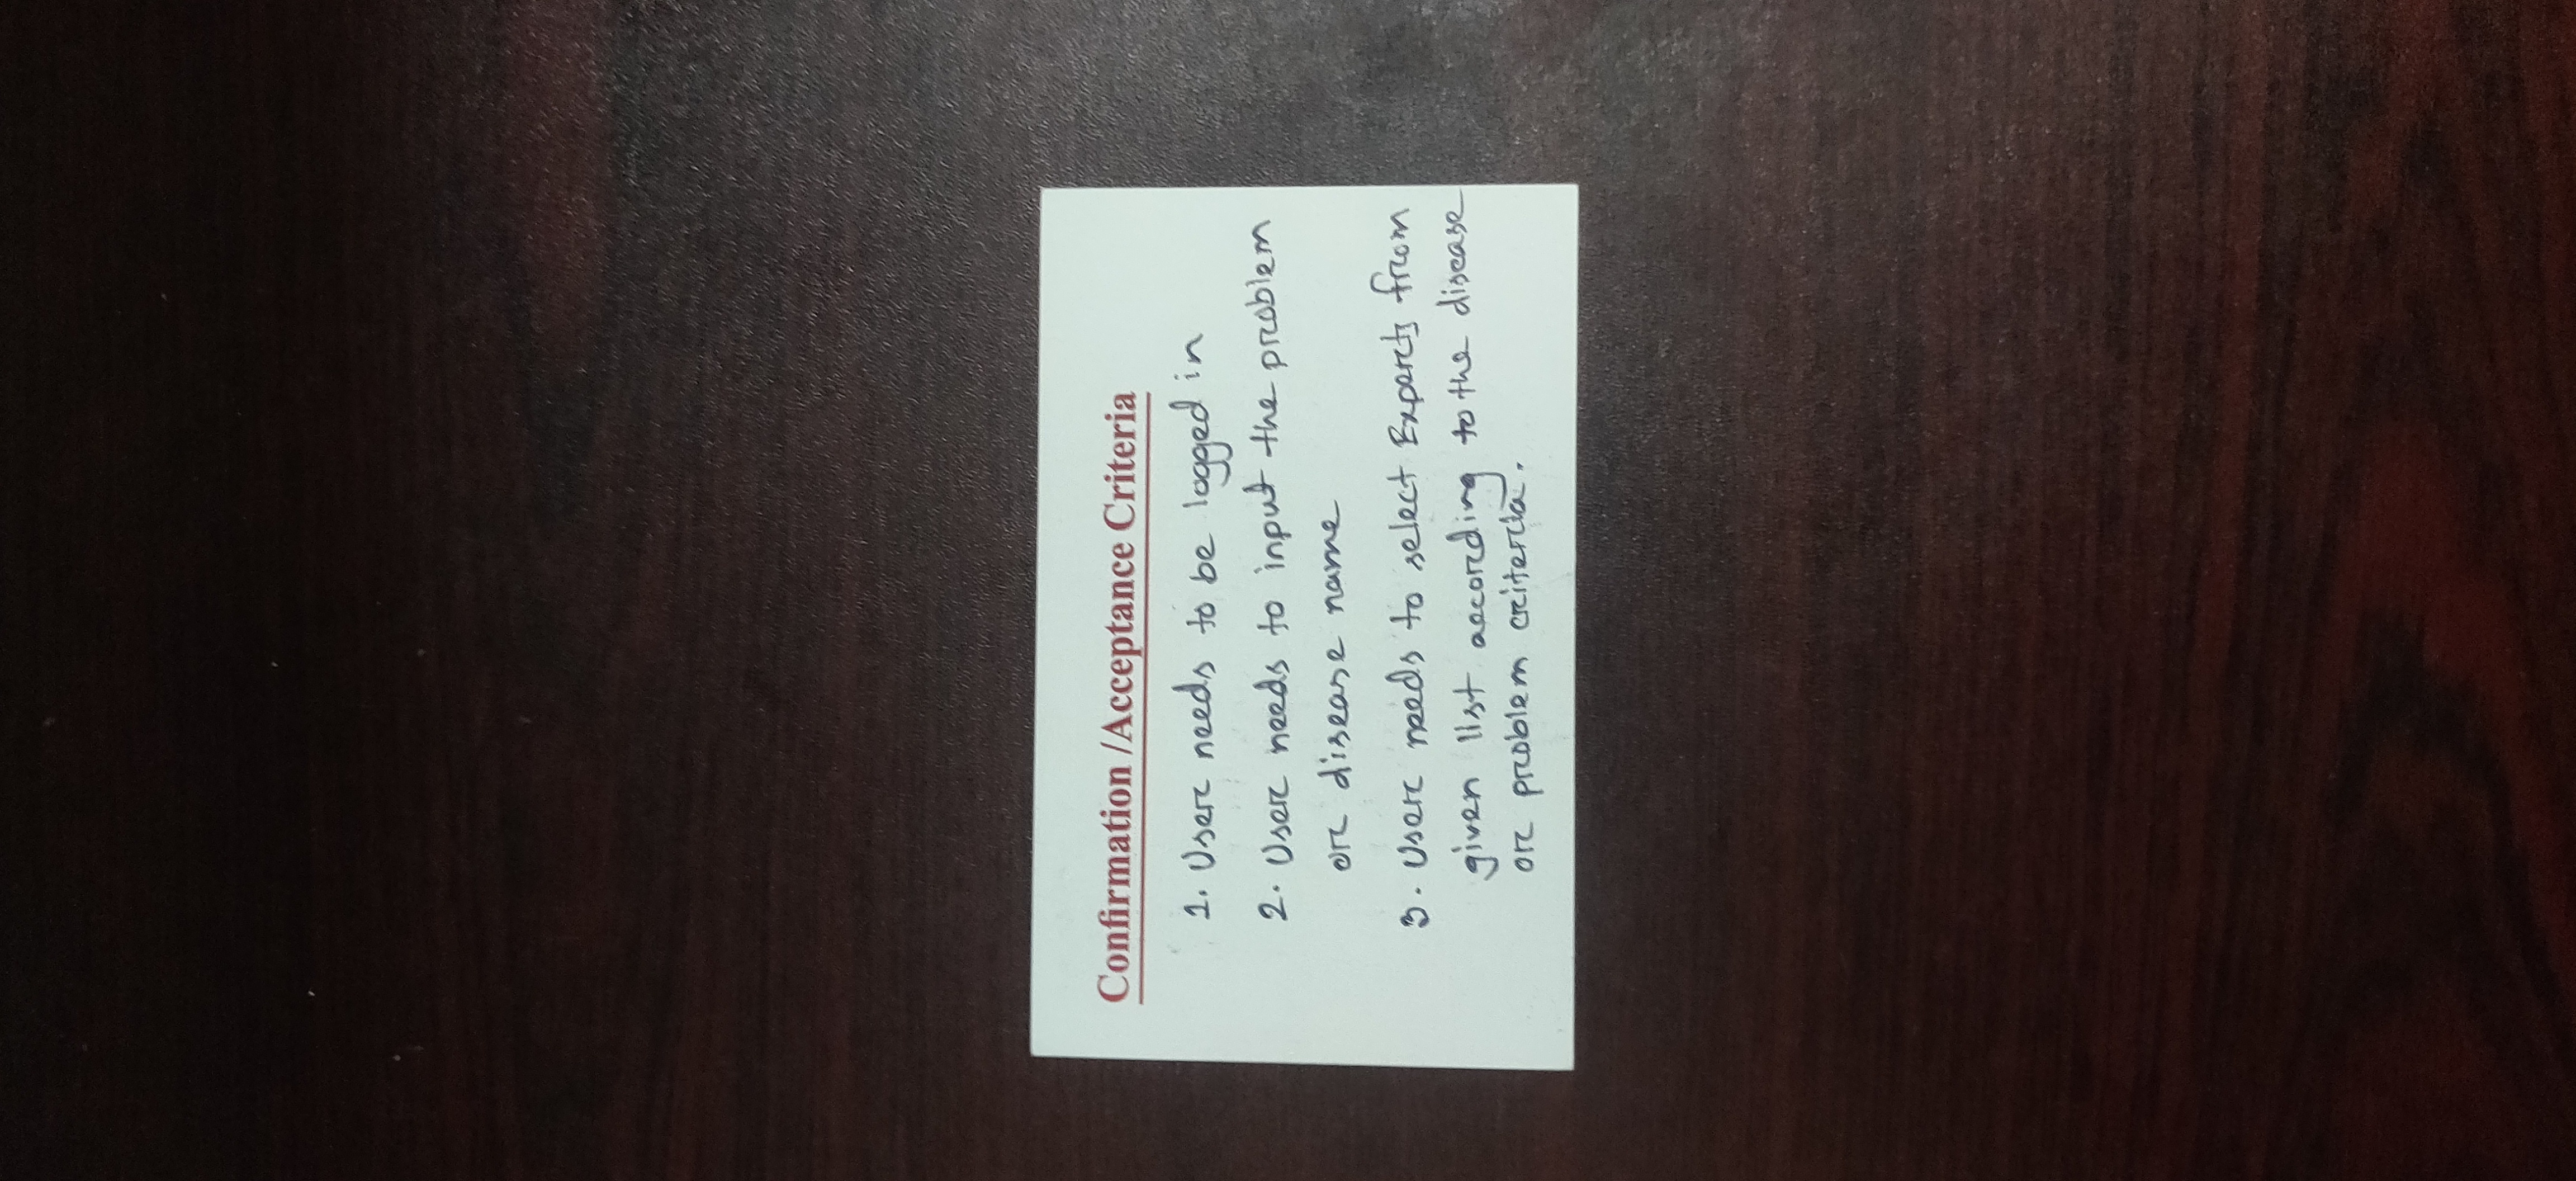 Confirmation /Acceptance Criteria
1. User needs to be logged in
2. User needs to input the problem
or disease name
3. User needs to select Experts from
given list according to the disease
or problem criteria.